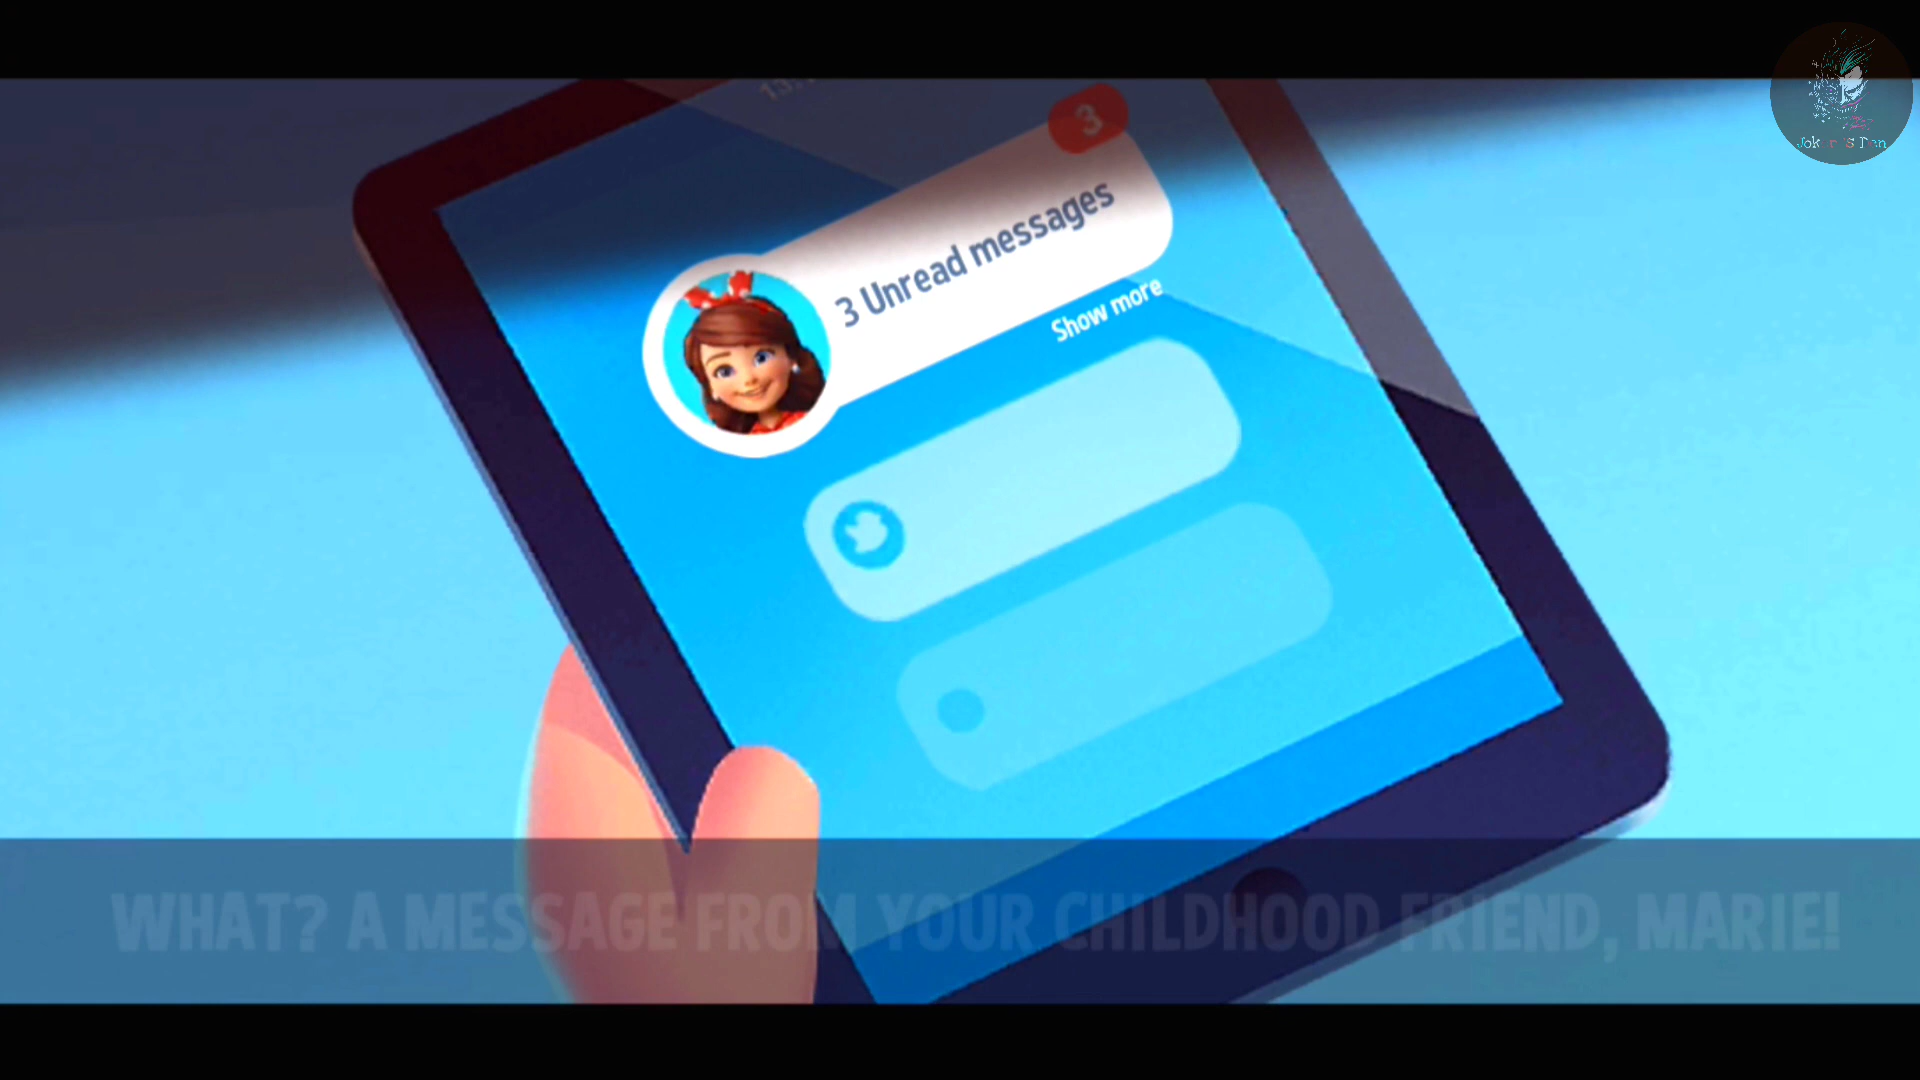 3
3 Unread messages
Show more
WHAT? A MESSAGE FROM YOUR CHILDHOOD FRIEND, MARIE!